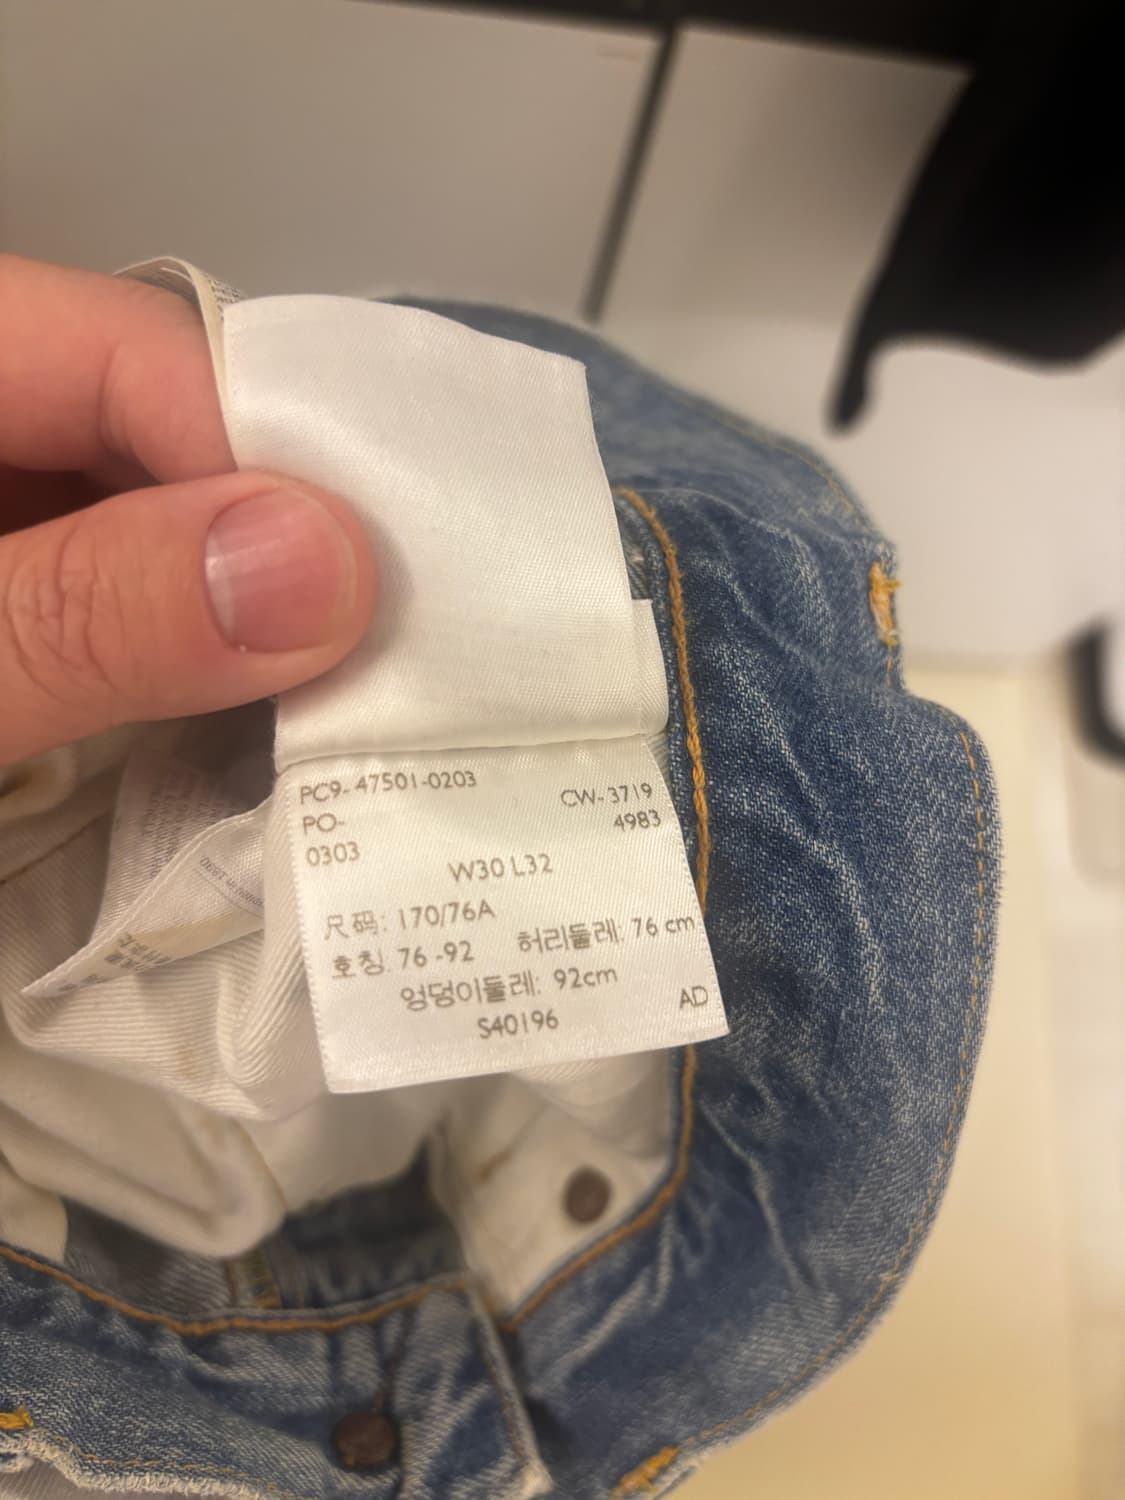 PC9-47501-0203
CW-3719
PO-
4983
0303
W30 L32
尺码: 170/76A
호칭: 76-92 허리둘레: 76 cm
엉덩이둘레: 92cm
AD
S40196